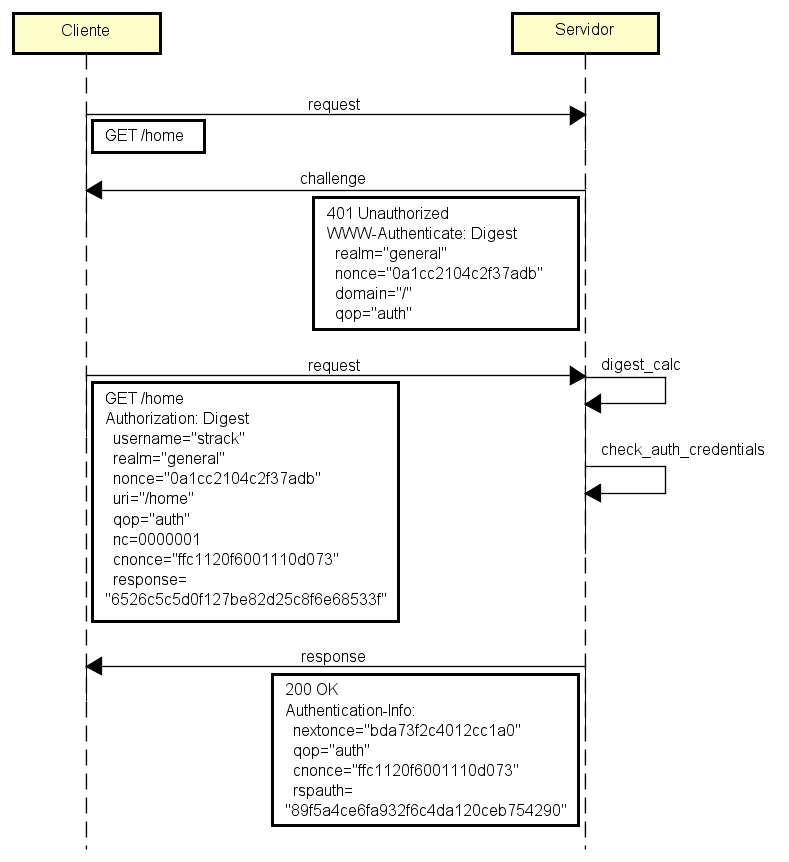 Cliente
Servidor
request
GET /home
challenge
401 Unauthorized
WWW-Authenticate: Digest
realm="general"
nonce="0a1cc2104c2f37adb"
domain="/"
qop="auth"
request
digest_calc
GET /home
Authorization: Digest
username="strack"
realm="general"
nonce="0a1cc2104c2f37adb"
uri="/home"
qop="auth"
nc=0000001
cnonce="ffc1120f6001110d073"
response=
"6526c5c5d0f127be82d25c8f6e68533f"
check_auth_credentials
response
200 OK
Authentication-Info:
nextonce="bda73f2c4012cc1a0"
qop="auth"
cnonce="ffc1120f6001110d073"
rspauth=
"89f5a4ce6fa932f6c4da120ceb754290"